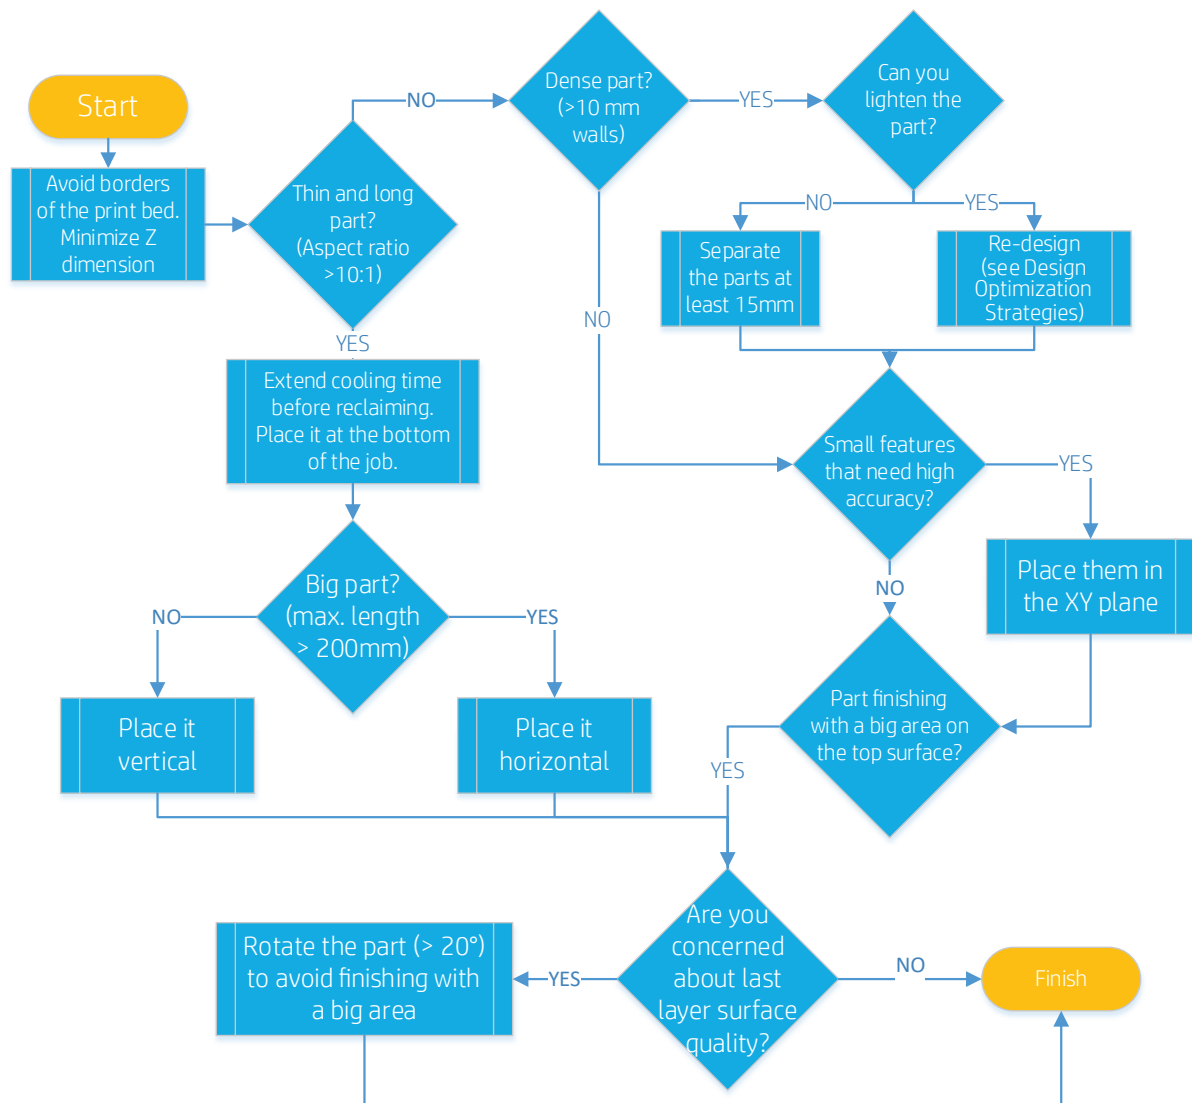 Start
Avoid borders
of the print bed.
Minimize Z
dimension
Thin and long
part?
(Aspect ratio
>10:1)
NO
Dense part?
(>10 mm
walls)
YES
Can you
lighten the
part?
NO
YES
Separate
the parts at
least 15mm
Re-design
(see Design
Optimization
Strategies)
NO
YES
Extend cooling time
before reclaiming.
Place it at the bottom
of the job.
Small features
that need high
accuracy?
YES
NO
Place them in
the XY plane
Big part?
(max. length
> 200mm)
NO
YES
Place it
vertical
Place it
horizontal
Part finishing
with a big area on
the top surface?
YES
Are you
concerned
about last
layer surface
quality?
YES
NO
Rotate the part (> 20°)
to avoid finishing with
a big area
Finish